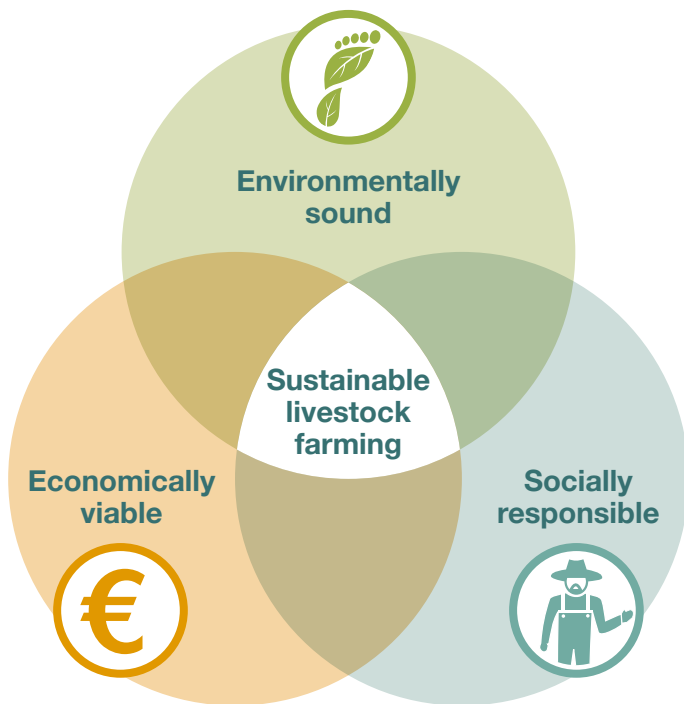 Environmentally
sound
Sustainable
livestock
farming
Economically
viable
Socially
responsible
€